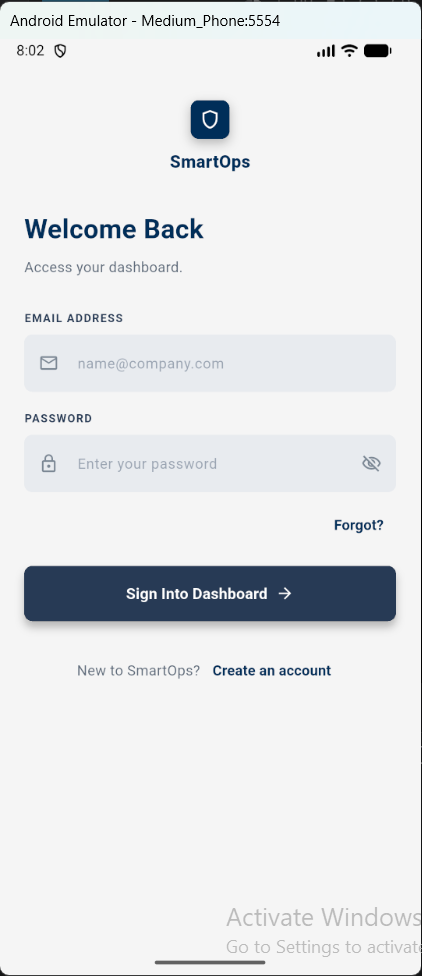 Android Emulator - Medium_Phone:5554
8:02
SmartOps
Welcome Back
Access your dashboard.
EMAIL ADDRESS
name@company.com
PASSWORD
Enter your password
Forgot?
Sign Into Dashboard →
New to SmartOps? Create an account
Activate Windows
Go to Settings to activate